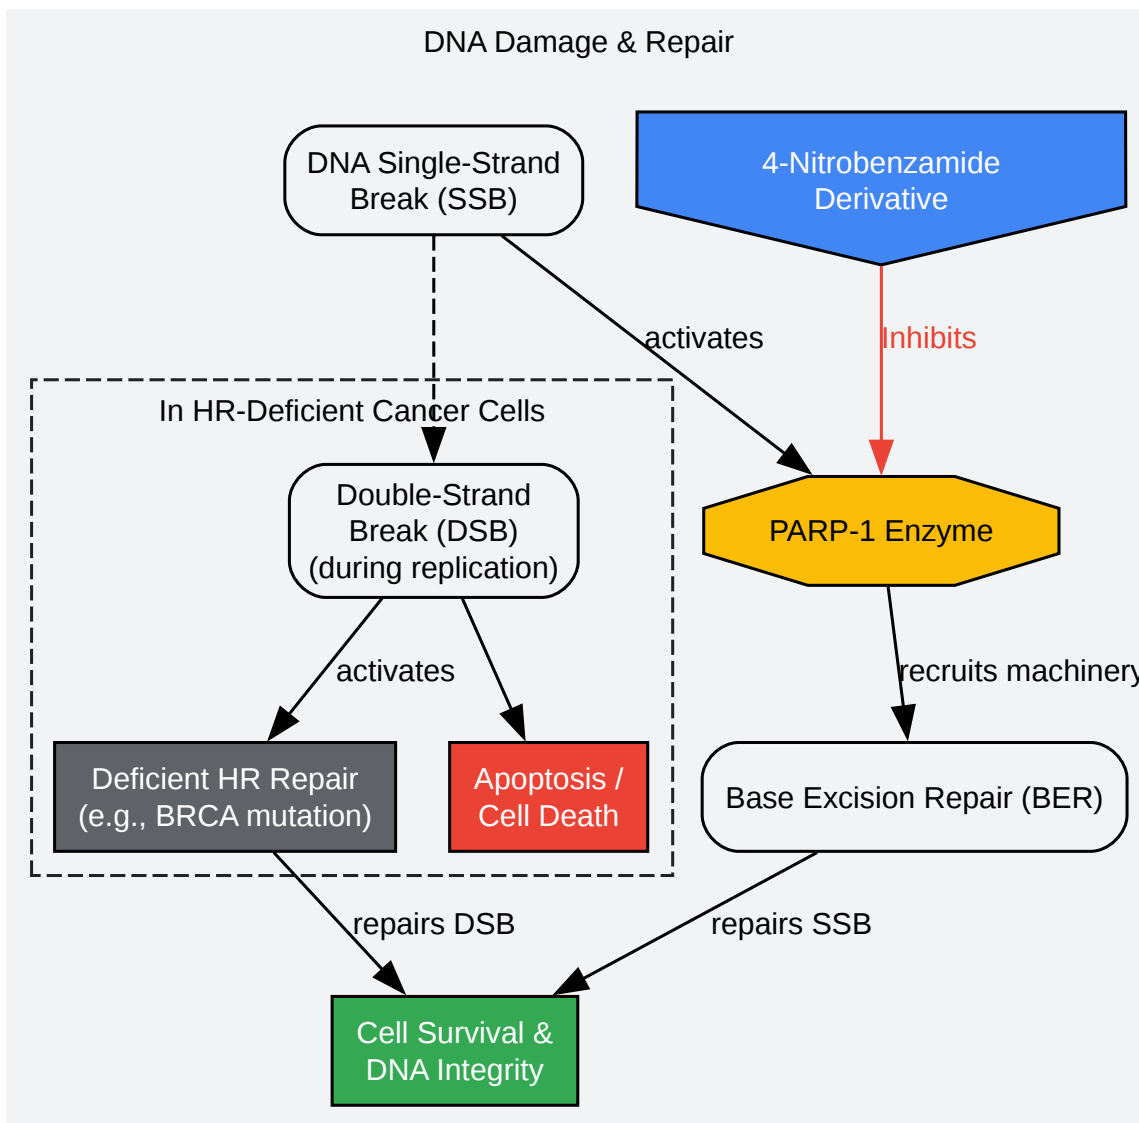 DNA Damage & Repair
DNA Single-Strand
Break (SSB)
4-Nitrobenzamide
Derivative
activates
Inhibits
In HR-Deficient Cancer Cells
Double-Strand
Break (DSB)
(during replication)
PARP-1 Enzyme
activates
recruits machinery
Deficient HR Repair
(e.g., BRCA mutation)
Apoptosis /
Cell Death
Base Excision Repair (BER)
repairs DSB
repairs SSB
Cell Survival &
DNA Integrity